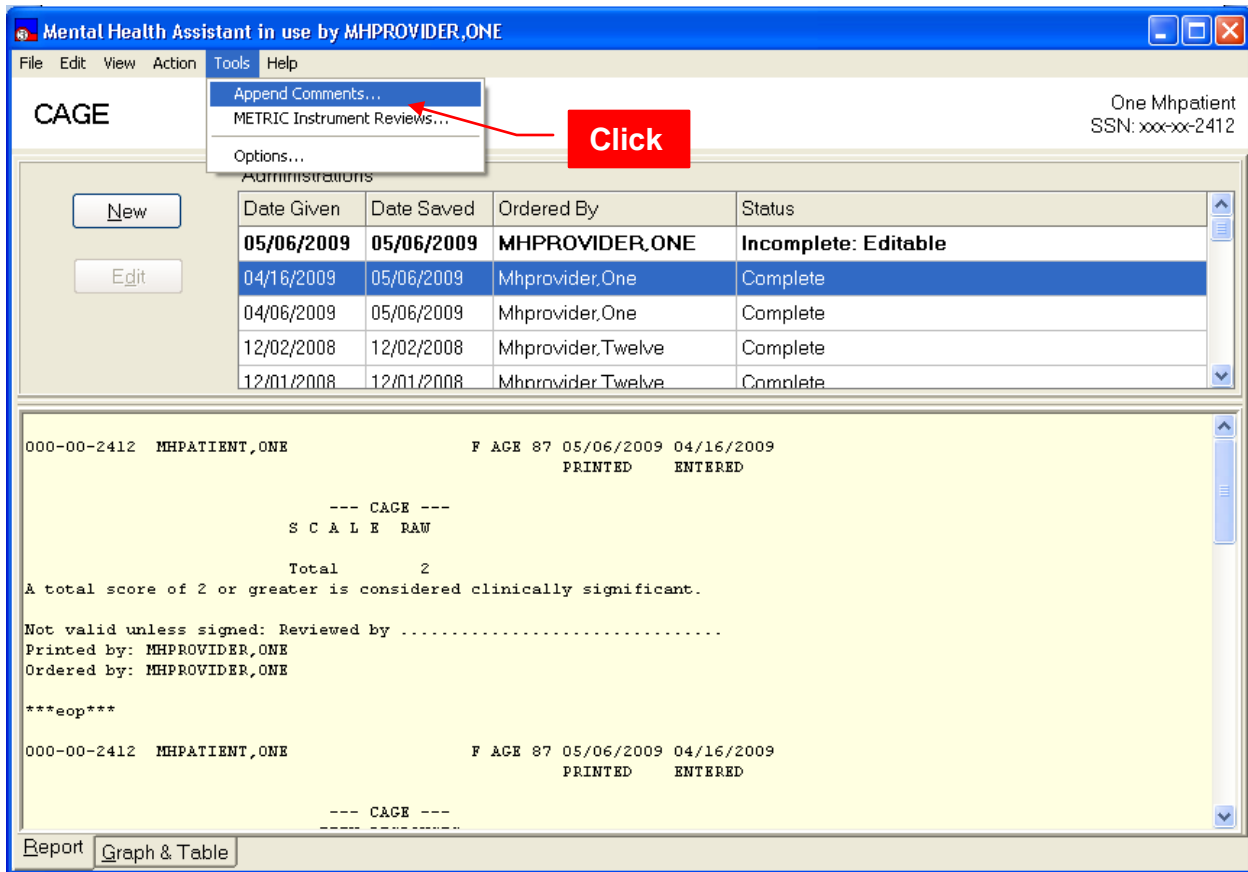 Mental Health Assistant in use by MHPROVIDER,ONE
File Edit View Action Tools Help
Append Comments...
METRIC Instrument Reviews...
Options...
Click
CAGE
One Mhpatient
SSN: xxx-xx-2412
Administrations
New
Edit
Date Given Date Saved Ordered By Status
05/06/2009 05/06/2009 MHPROVIDER,ONE Incomplete: Editable
04/16/2009 05/06/2009 Mhprovider,One Complete
04/06/2009 05/06/2009 Mhprovider,One Complete
12/02/2008 12/02/2008 Mhprovider,Twelve Complete
12/01/2008 12/01/2008 Mhprovider,Twelve Complete
000-00-2412 MHPATIENT,ONE F AGE 87 05/06/2009 04/16/2009
PRINTED ENTERED
--- CAGE ---
S C A L E RAW
Total 2
A total score of 2 or greater is considered clinically significant.
Not valid unless signed: Reviewed by ................................
Printed by: MHPROVIDER,ONE
Ordered by: MHPROVIDER,ONE
***eop***
000-00-2412 MHPATIENT,ONE F AGE 87 05/06/2009 04/16/2009
PRINTED ENTERED
--- CAGE ---
Report Graph & Table